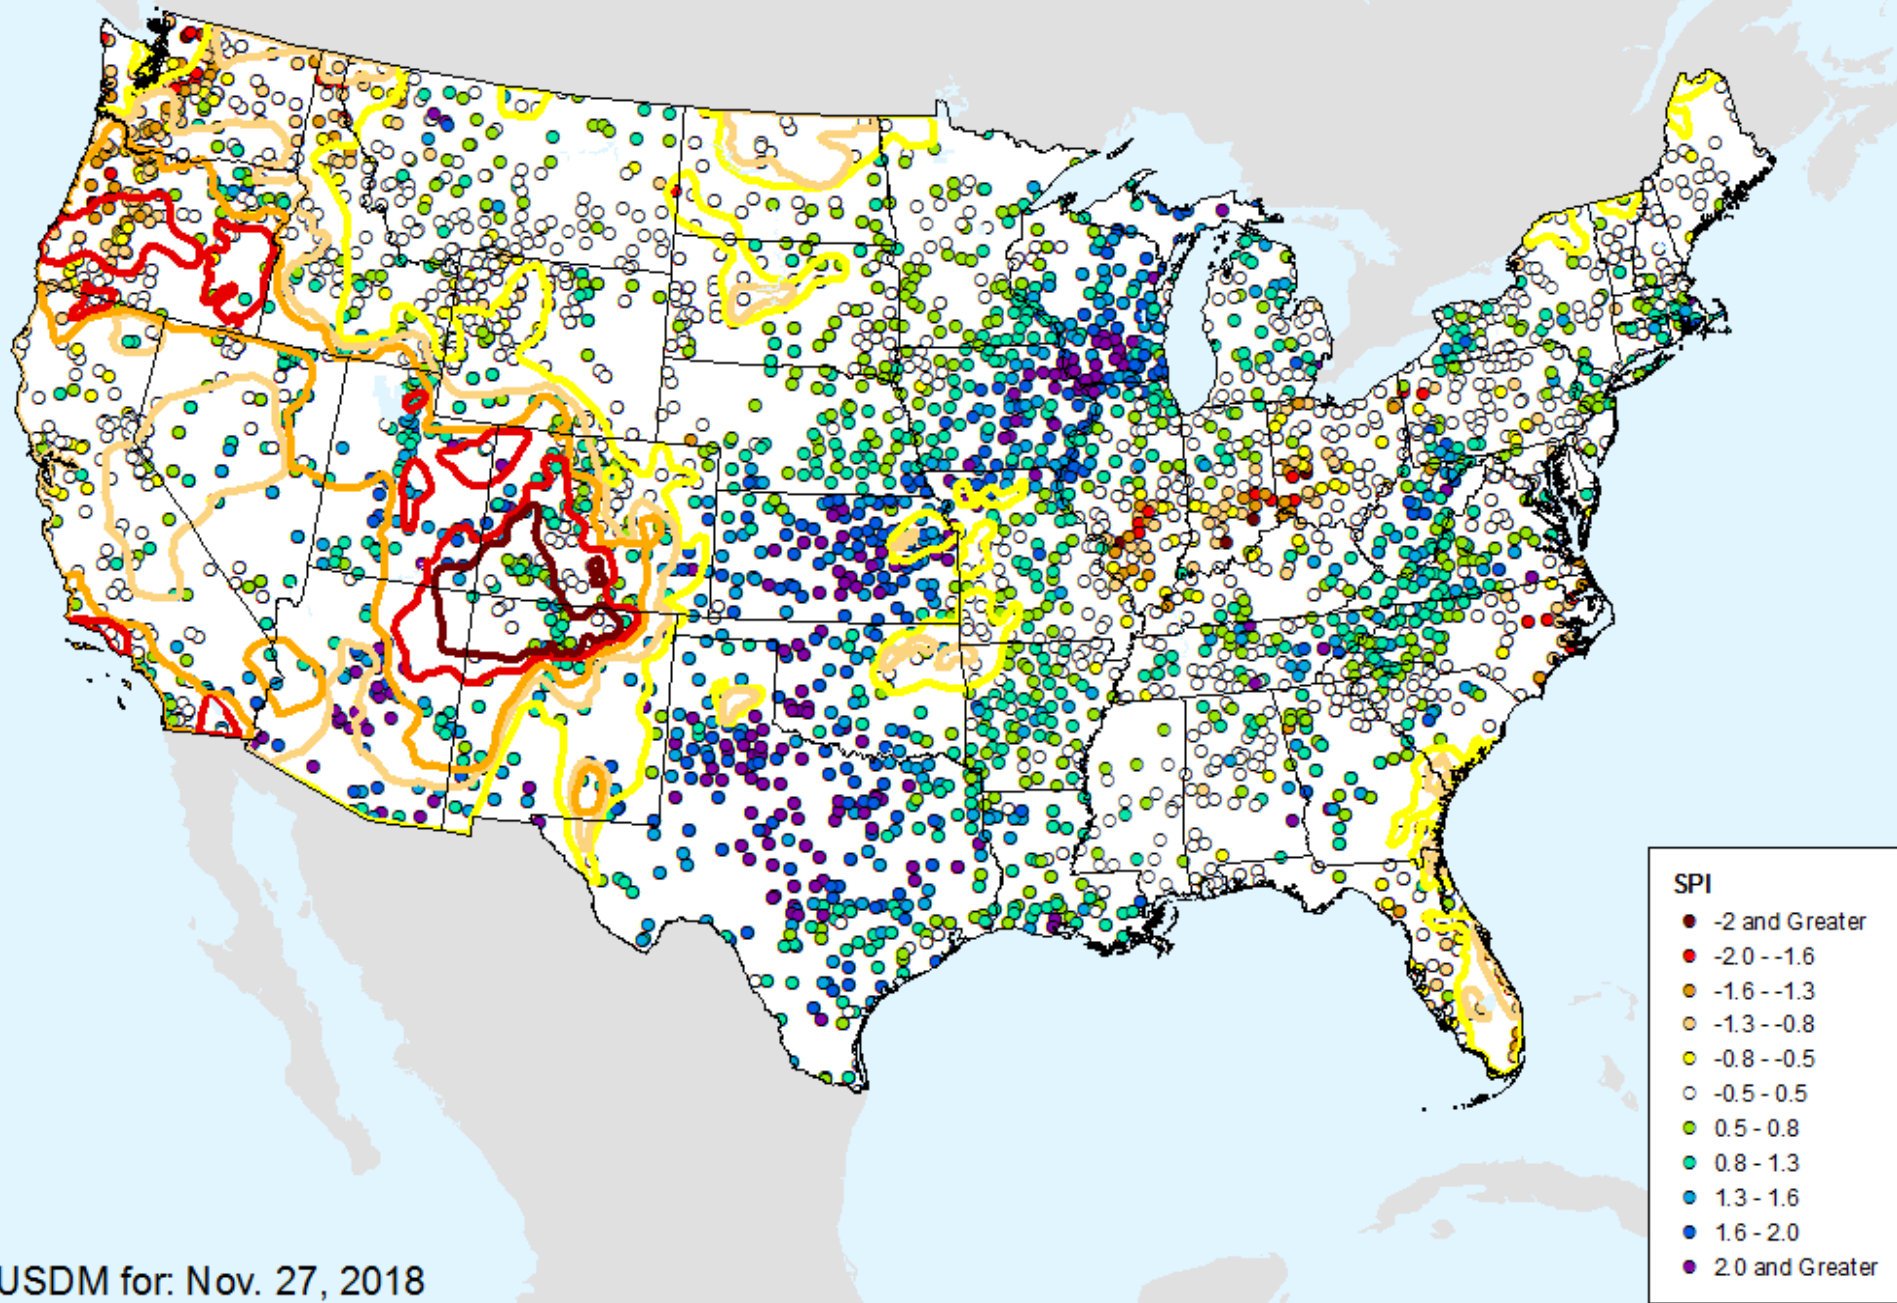 SPI
-2 and Greater
-2.0 - -1.6
-1.6 - -1.3
-1.3 - -0.8
-0.8 - -0.5
-0.5 - 0.5
0.5 - 0.8
0.8 - 1.3
1.3 - 1.6
1.6 - 2.0
2.0 and Greater
USDM for: Nov. 27, 2018